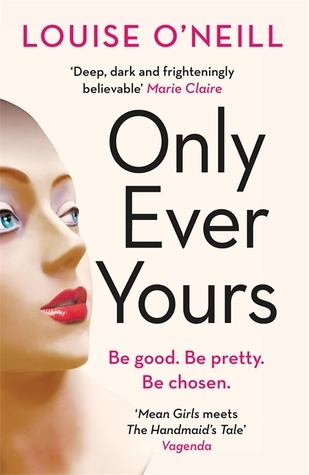 LOUISE O'NEILL
‘Deep, dark and frighteningly
believable’ Marie Claire
Only
Ever
Yours
Be good. Be pretty.
Be chosen.
‘Mean Girls meets
The Handmaid's Tale’
Vagenda